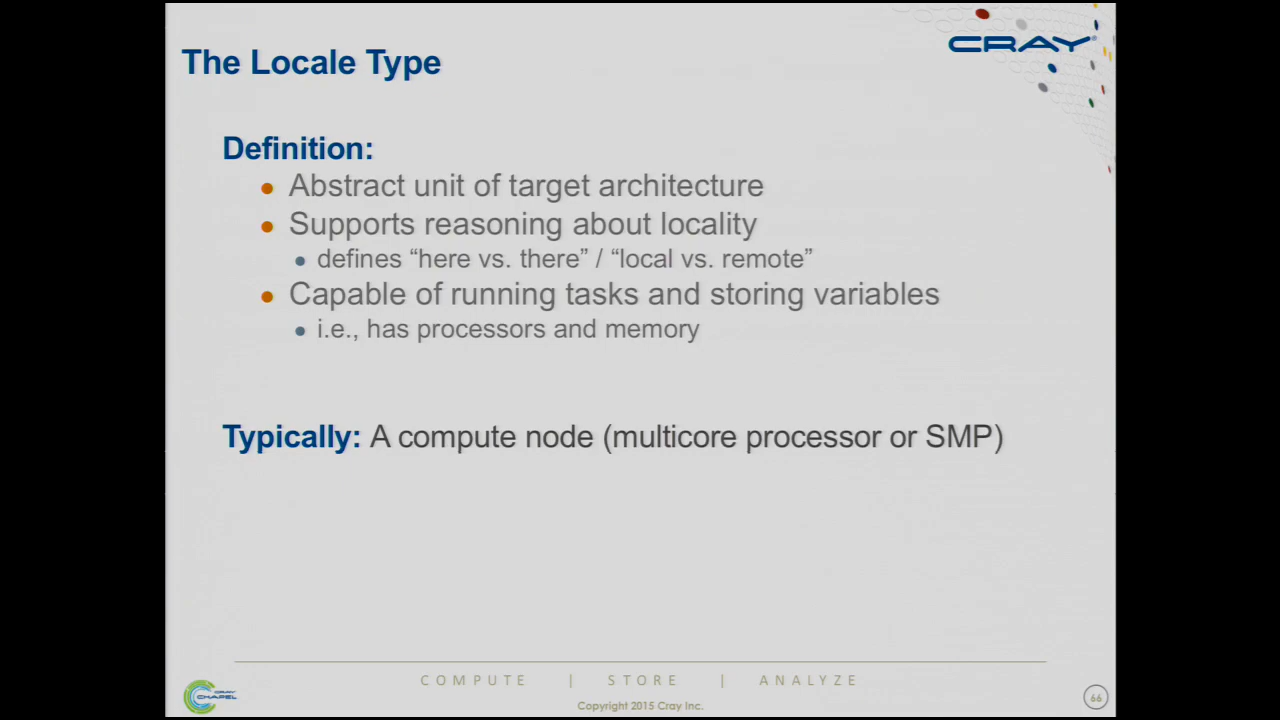 The Locale Type
CRAY®
Definition:
● Abstract unit of target architecture
● Supports reasoning about locality
● defines “here vs. there” / “local vs. remote”
● Capable of running tasks and storing variables
● i.e., has processors and memory
Typically: A compute node (multicore processor or SMP)
COMPUTE | STORE | ANALYZE
Copyright 2015 Cray Inc.
CRAY
CHAPEL
66